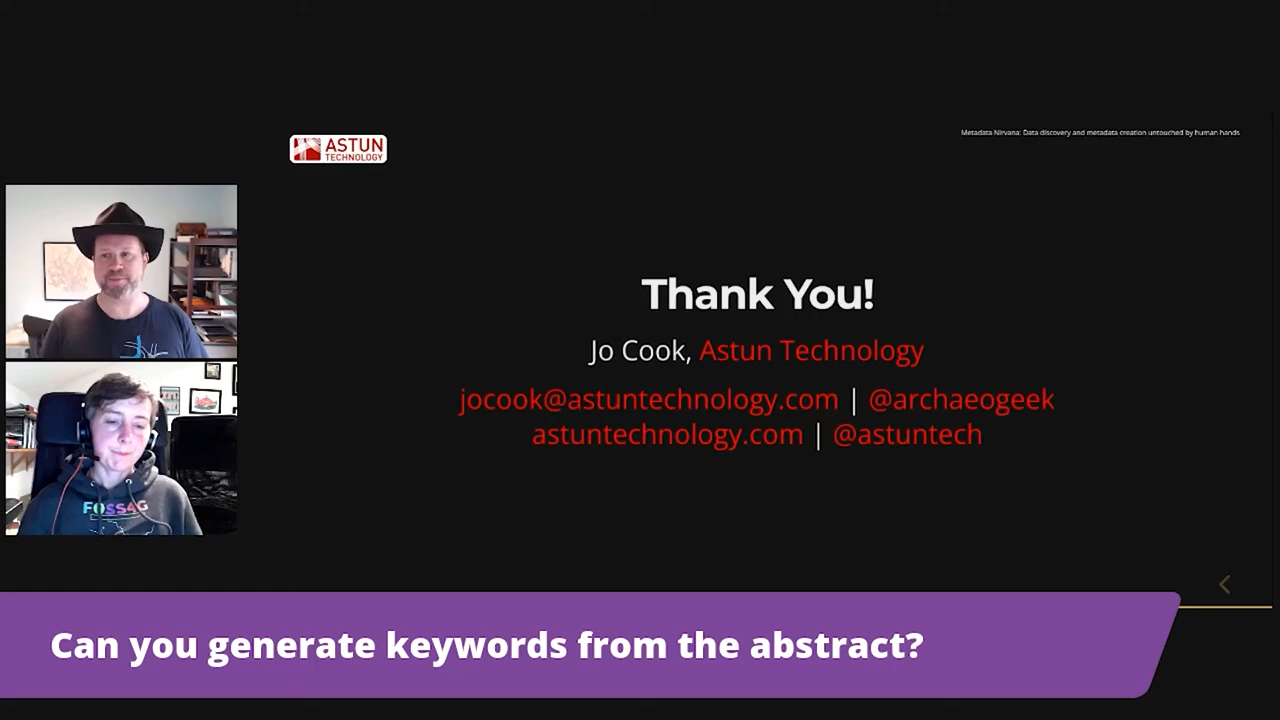 Metadata Nirvana: Data discovery and metadata creation untouched by human hands
ASTUN
TECHNOLOGY
Thank You!
Jo Cook, Astun Technology
jocook@astuntechnology.com | @archaeogeek
astuntechnology.com | @astuntech
FOSS4G
Can you generate keywords from the abstract?